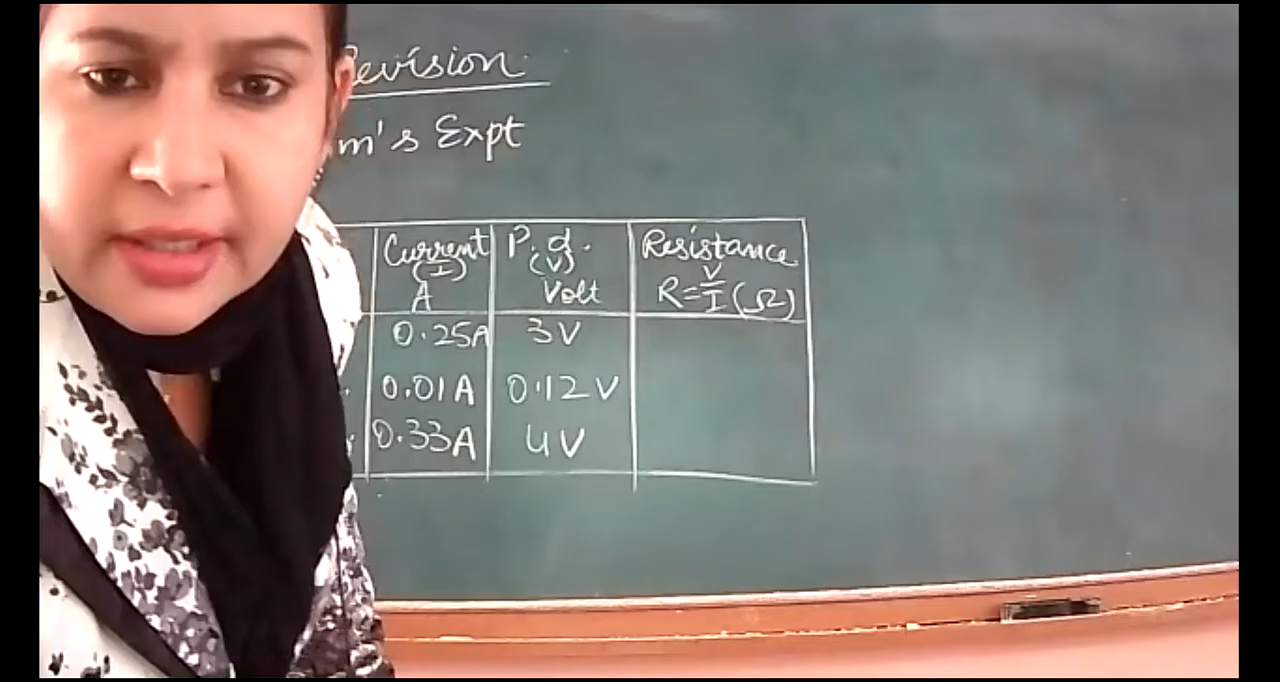 evision
m's Expt
Current P.d. Resistance
(I) (V)
A Volt R=V/I(Ω)
0.25A 3V
0.01A 0.12V
0.33A 4V